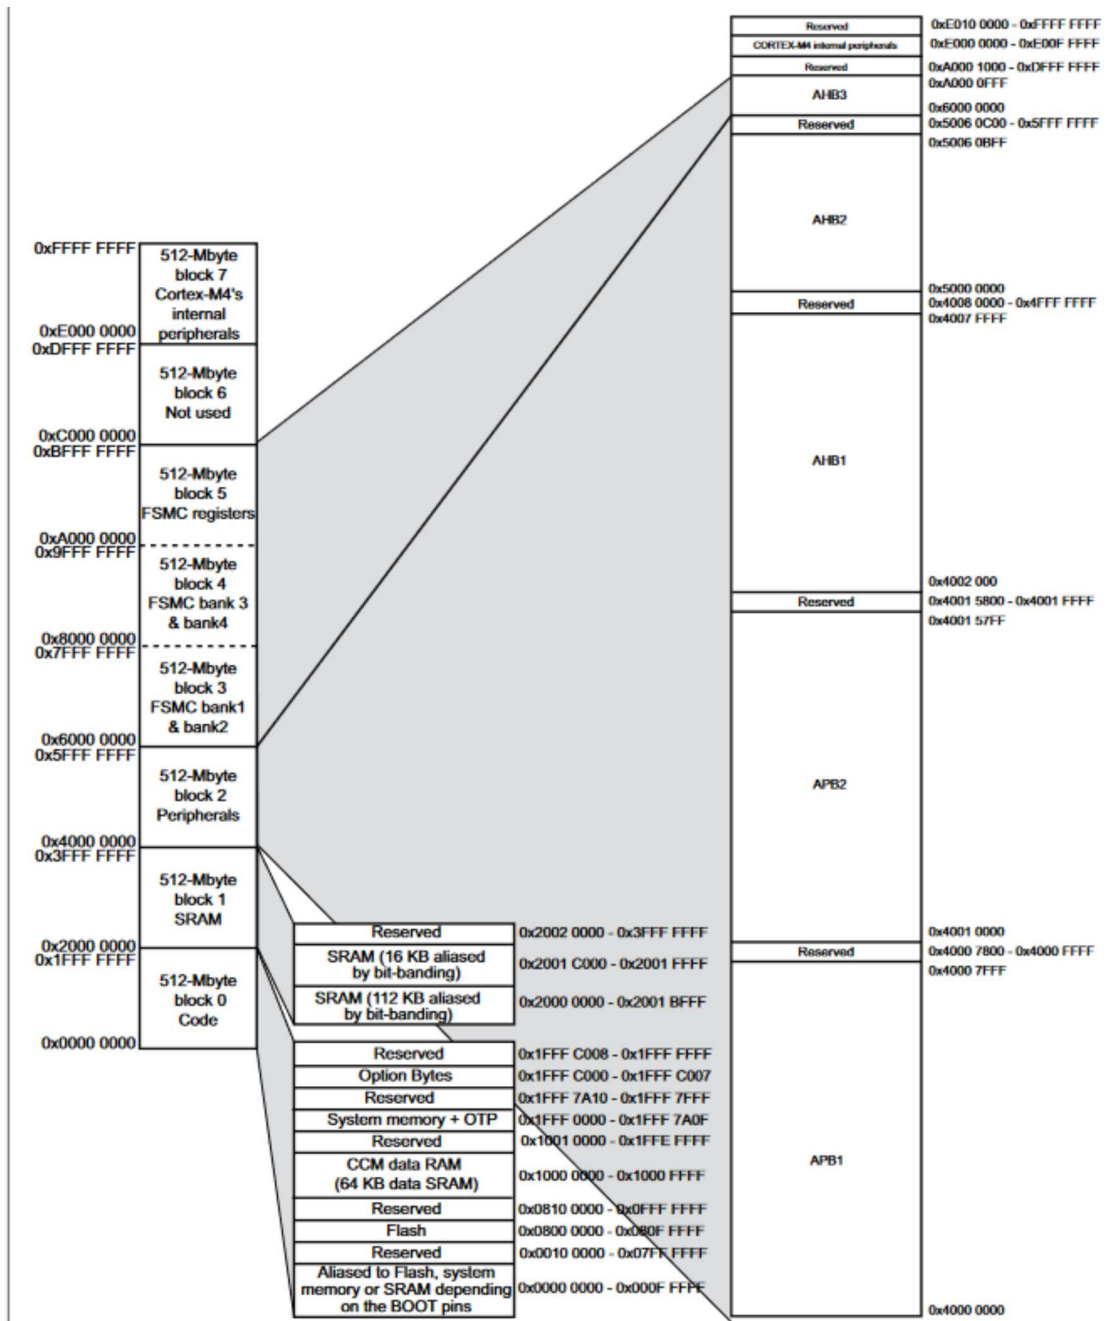 0xFFFF FFFF
512-Mbyte
block 7
Cortex-M4's
internal
peripherals
0xE000 0000
0xDFFF FFFF
512-Mbyte
block 6
Not used
0xC000 0000
0xBFFF FFFF
512-Mbyte
block 5
FSMC registers
0xA000 0000
0x9FFF FFFF
512-Mbyte
block 4
FSMC bank 3
& bank4
0x8000 0000
0x7FFF FFFF
512-Mbyte
block 3
FSMC bank1
& bank2
0x6000 0000
0x5FFF FFFF
512-Mbyte
block 2
Peripherals
0x4000 0000
0x3FFF FFFF
512-Mbyte
block 1
SRAM
0x2000 0000
0x1FFF FFFF
512-Mbyte
block 0
Code
0x0000 0000
Reserved 0x2002 0000 - 0x3FFF FFFF
SRAM (16 KB aliased
by bit-banding)
0x2001 C000 - 0x2001 FFFF
SRAM (112 KB aliased
by bit-banding)
0x2000 0000 - 0x2001 BFFF
Reserved 0x1FFF C008 - 0x1FFF FFFF
Option Bytes 0x1FFF C000 - 0x1FFF C007
Reserved 0x1FFF 7A10 - 0x1FFF 7FFF
System memory + OTP 0x1FFF 0000 - 0x1FFF 7A0F
Reserved 0x1001 0000 - 0x1FFE FFFF
CCM data RAM
(64 KB data SRAM)
0x1000 0000 - 0x1000 FFFF
Reserved 0x0810 0000 - 0x0FFF FFFF
Flash 0x0800 0000 - 0x080F FFFF
Reserved 0x0010 0000 - 0x07FF FFFF
Aliased to Flash, system
memory or SRAM depending
on the BOOT pins
0x0000 0000 - 0x000F FFFF
Reserved 0xE010 0000 - 0xFFFF FFFF
CORTEX-M4 internal peripherals 0xE000 0000 - 0xE00F FFFF
Reserved 0xA000 1000 - 0xDFFF FFFF
0xA000 0FFF
AHB3
0x6000 0000
Reserved 0x5006 0C00 - 0x5FFF FFFF
0x5006 0BFF
AHB2
0x5000 0000
Reserved 0x4008 0000 - 0x4FFF FFFF
0x4007 FFFF
AHB1
0x4002 000
Reserved 0x4001 5800 - 0x4001 FFFF
0x4001 57FF
APB2
0x4001 0000
Reserved 0x4000 7800 - 0x4000 FFFF
0x4000 7FFF
APB1
0x4000 0000